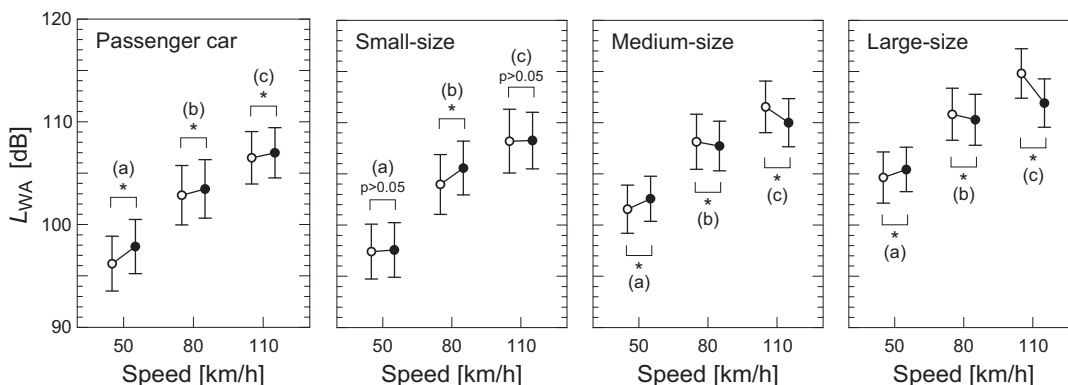 120
110
100
90
L_WA [dB]
Passenger car
(a)
*
(b)
*
(c)
*
50 80 110
Speed [km/h]
Small-size
(a)
p>0.05
(b)
*
(c)
p>0.05
50 80 110
Speed [km/h]
Medium-size
*
(a)
*
(b)
*
(c)
50 80 110
Speed [km/h]
Large-size
*
(a)
*
(b)
*
(c)
50 80 110
Speed [km/h]